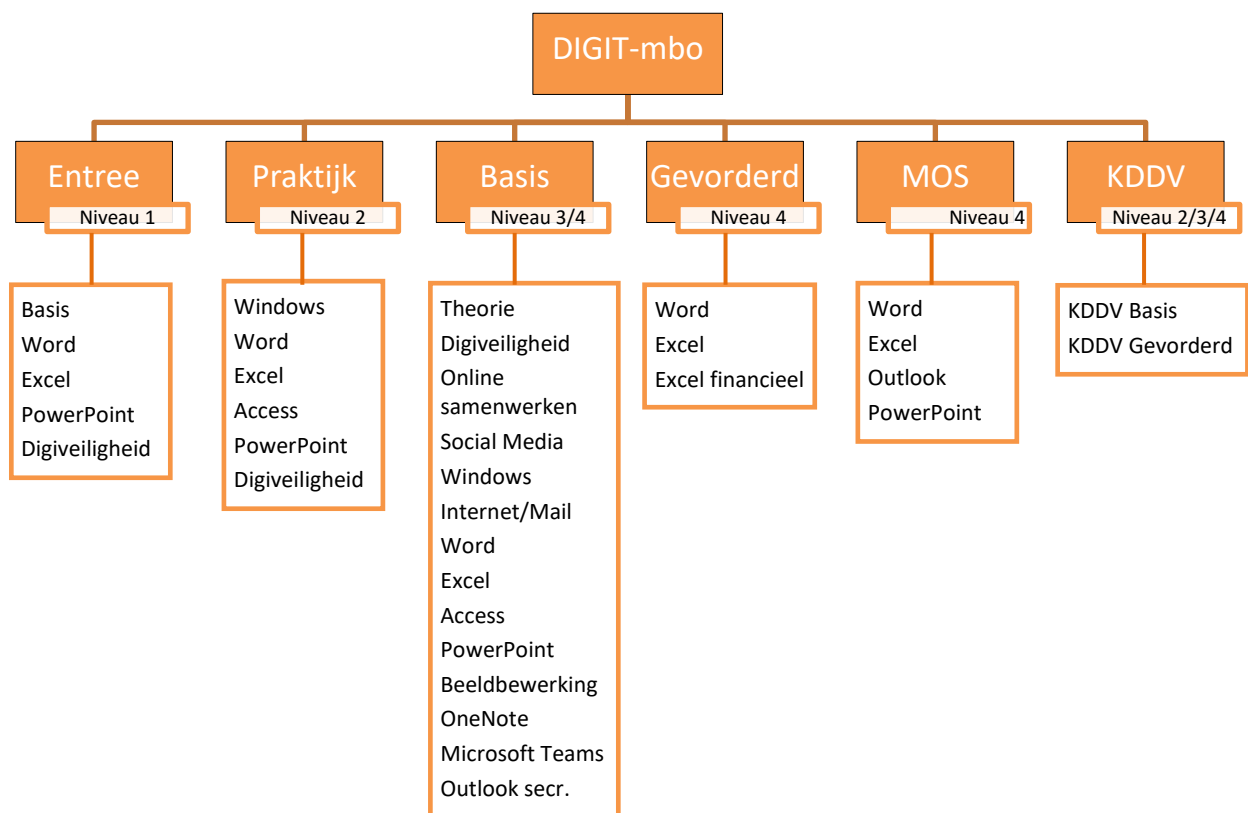 DIGIT-mbo
Entree
Niveau 1
Basis
Word
Excel
PowerPoint
Digiveiligheid
Praktijk
Niveau 2
Windows
Word
Excel
Access
PowerPoint
Digiveiligheid
Basis
Niveau 3/4
Theorie
Digiveiligheid
Online
samenwerken
Social Media
Windows
Internet/Mail
Word
Excel
Access
PowerPoint
Beeldbewerking
OneNote
Microsoft Teams
Outlook secr.
Gevorderd
Niveau 4
Word
Excel
Excel financieel
MOS
Niveau 4
Word
Excel
Outlook
PowerPoint
KDDV
Niveau 2/3/4
KDDV Basis
KDDV Gevorderd